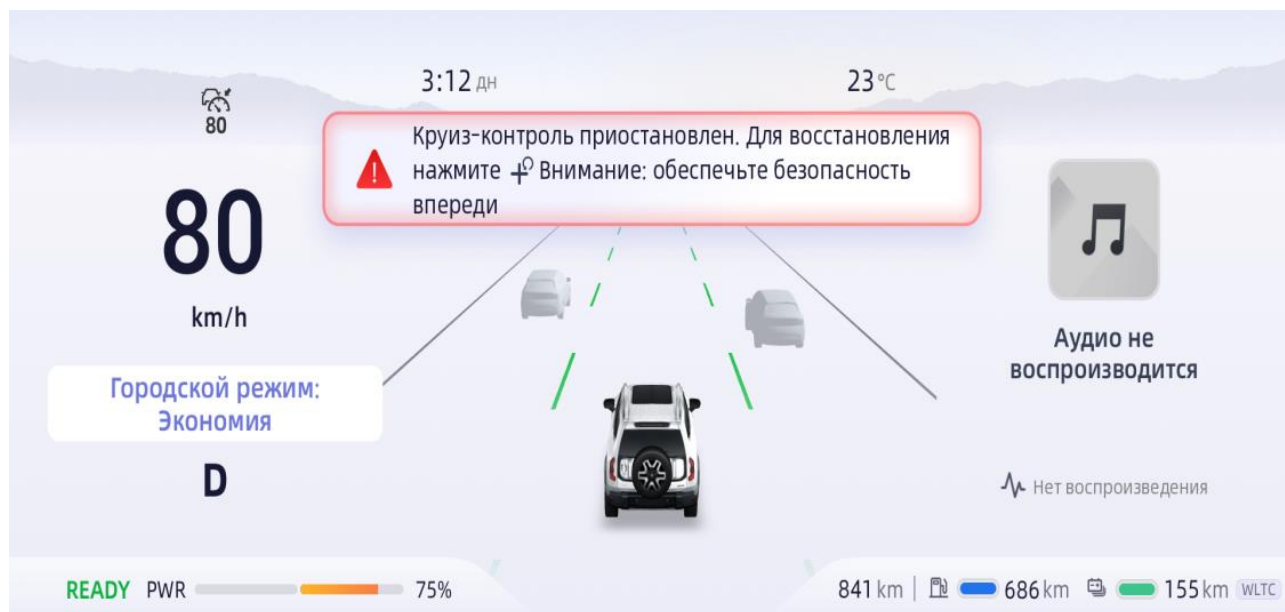 3:12 дн
23 °C
80
Круиз-контроль приостановлен. Для восстановления
нажмите Внимание: обеспечьте безопасность
впереди
80
km/h
Аудио не
воспроизводится
Городской режим:
Экономия
D
Нет воспроизведения
READY PWR 75%
841 km | 686 km 155 km WLTC